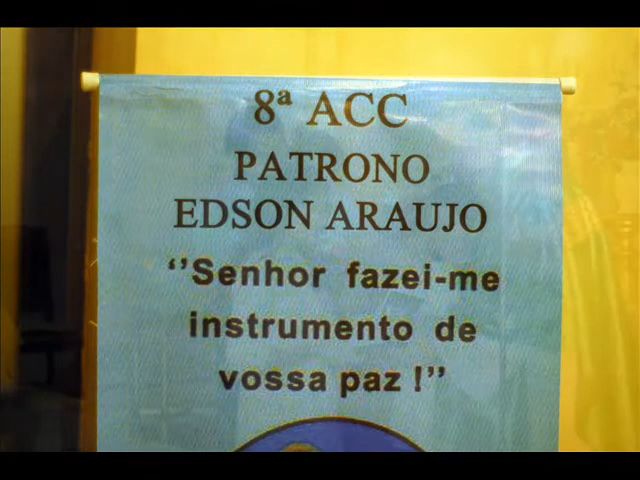 8ª ACC
PATRONO
EDSON ARAUJO
‘’Senhor fazei-me
instrumento de
vossa paz !’’